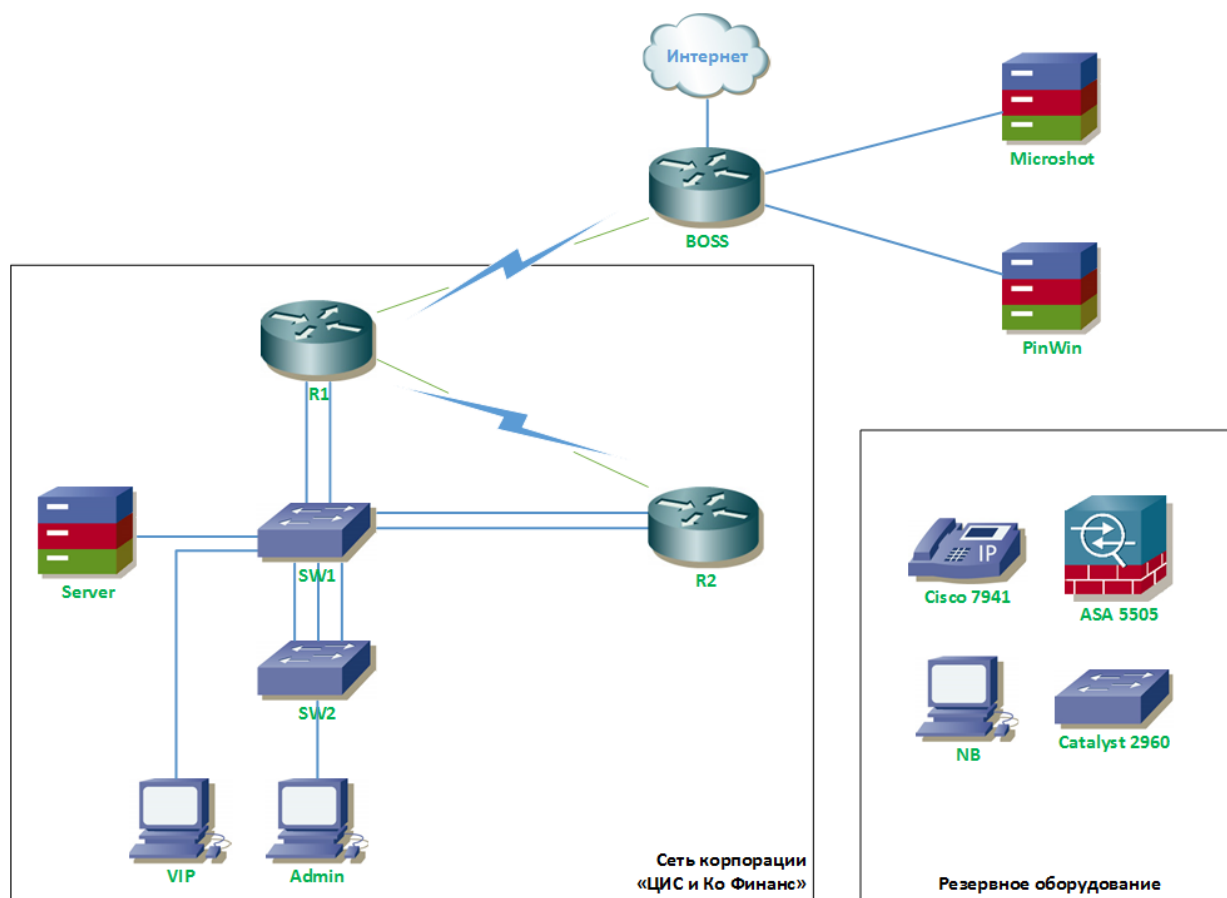 Интернет
Microshot
BOSS
R1
PinWin
Server
SW1
R2
IP
Cisco 7941
ASA 5505
SW2
NB
Catalyst 2960
VIP
Admin
Сеть корпорации
«ЦИС и Ко Финанс»
Резервное оборудование